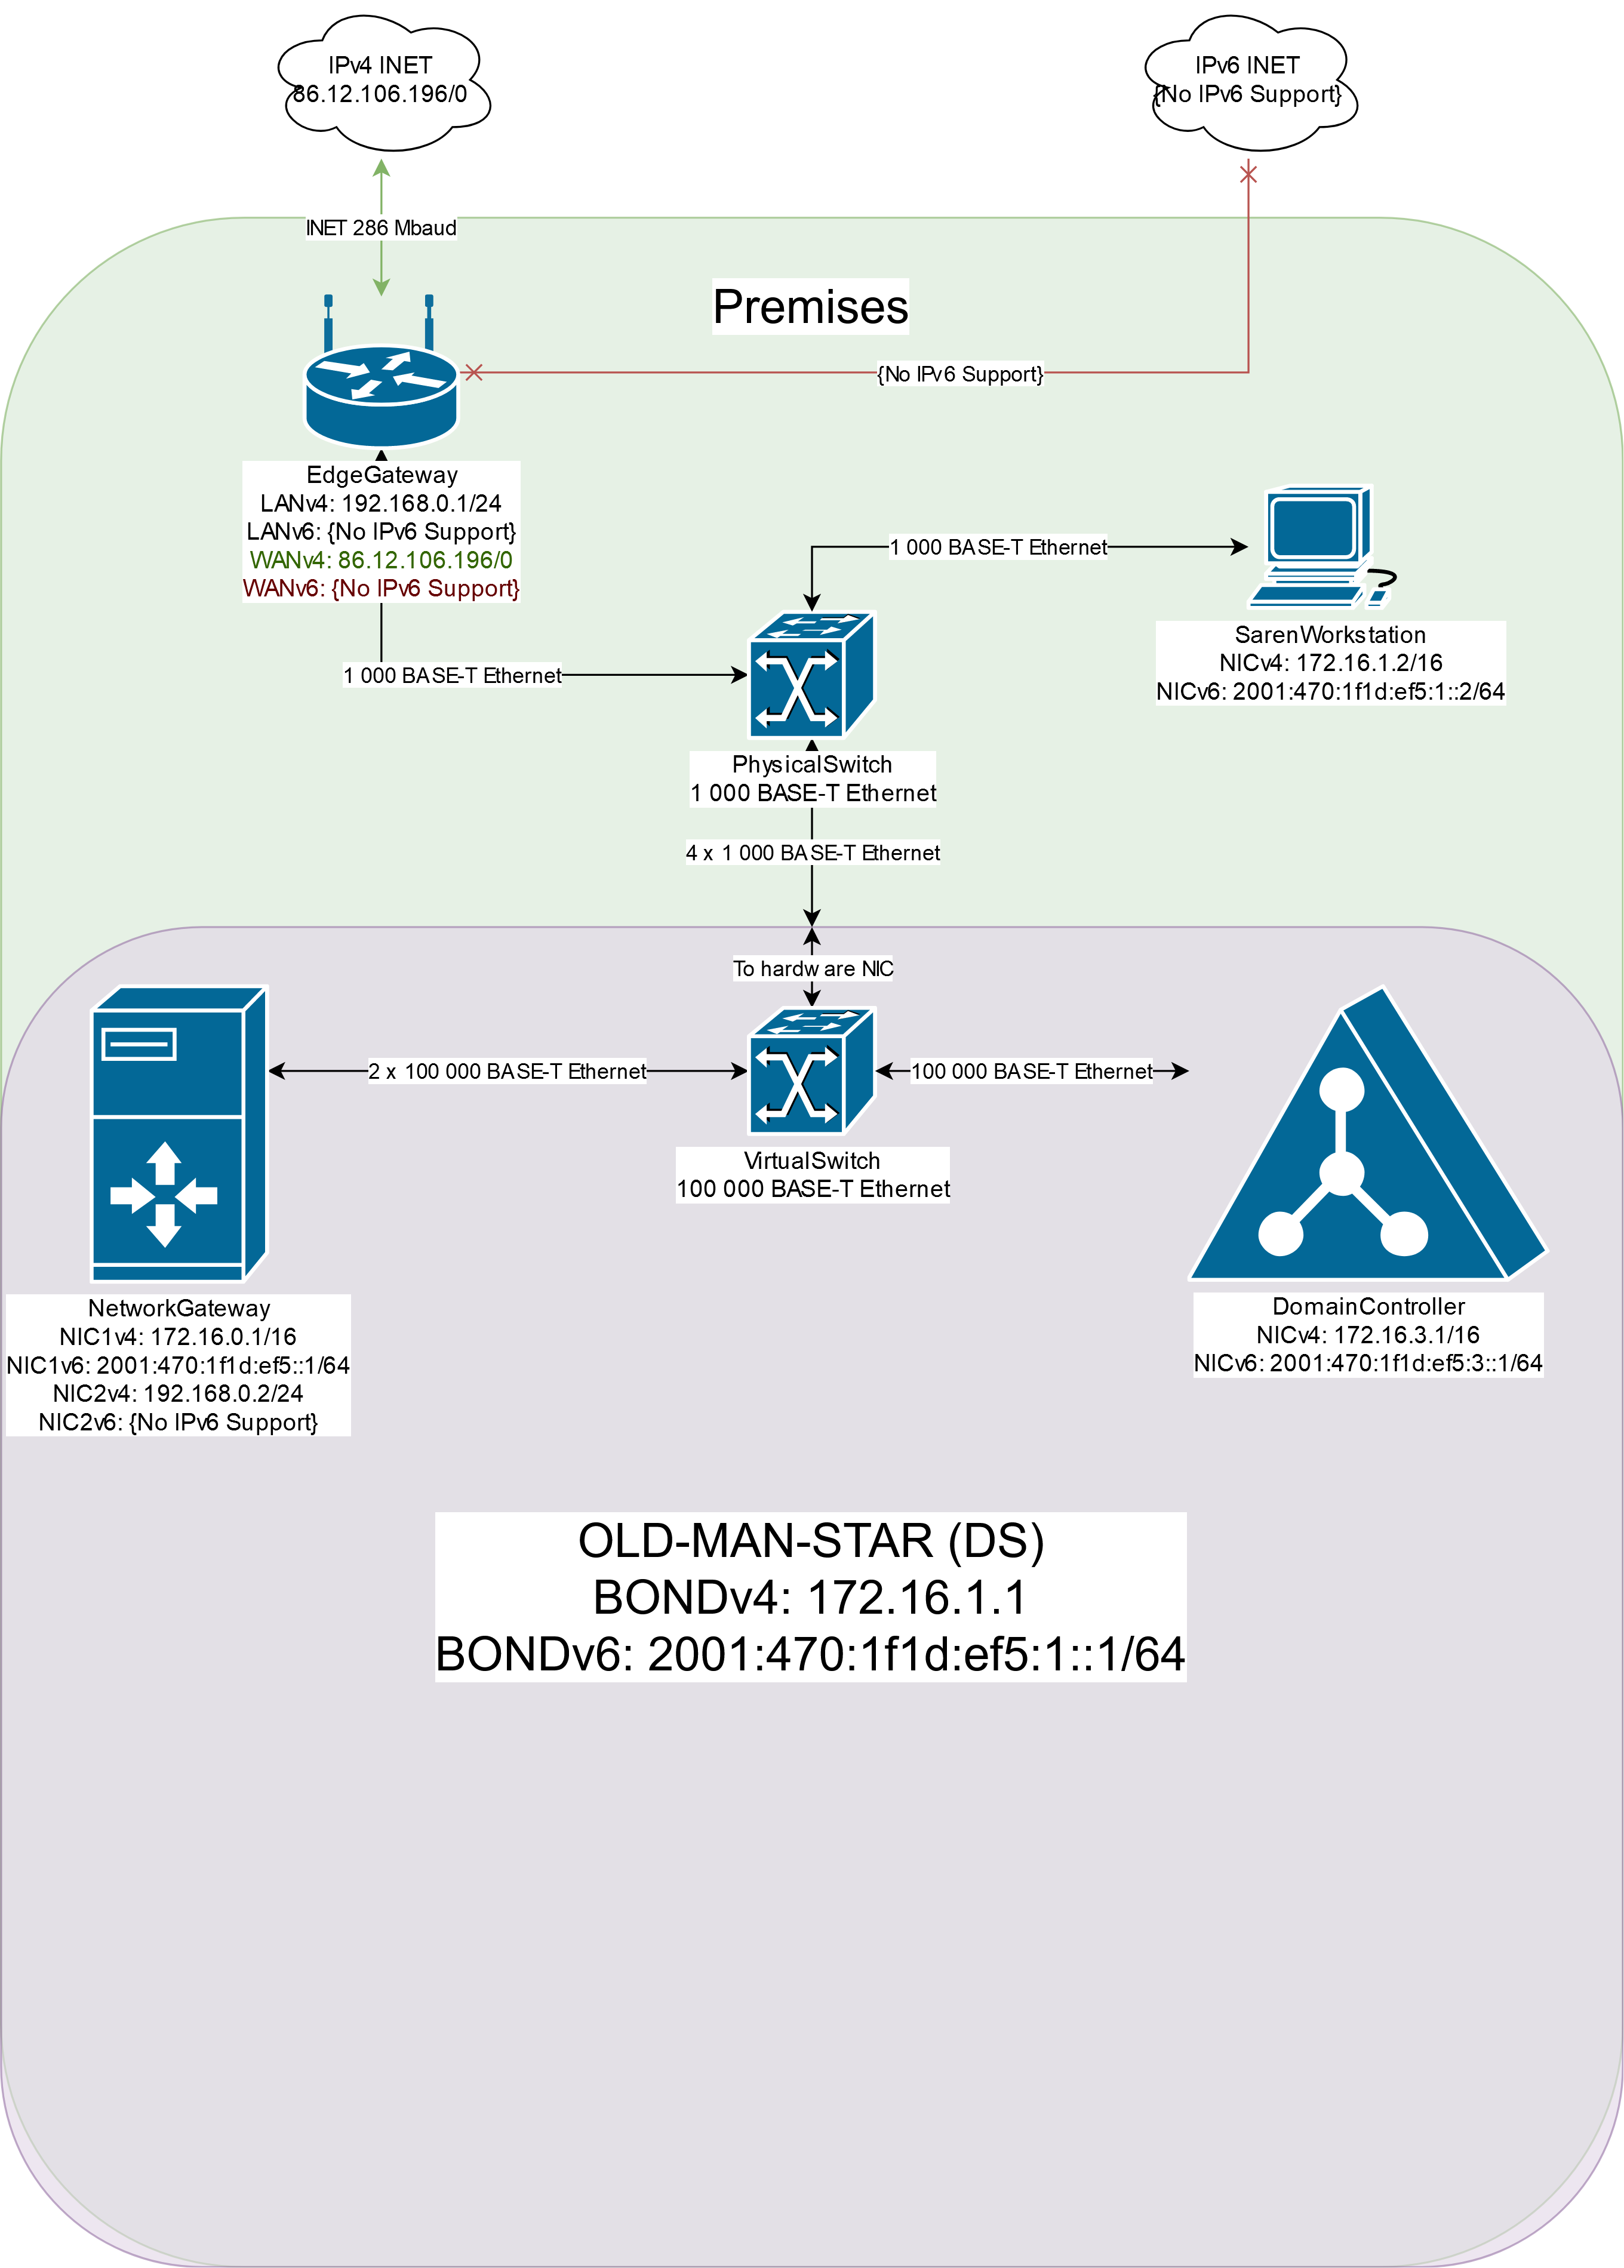 IPv4 INET
86.12.106.196/0
IPv6 INET
{No IPv6 Support}
INET 286 Mbaud
Premises
{No IPv6 Support}
EdgeGateway
LANv4: 192.168.0.1/24
LANv6: {No IPv6 Support}
WANv4: 86.12.106.196/0
WANv6: {No IPv6 Support}
1 000 BASE-T Ethernet
SarenWorkstation
NICv4: 172.16.1.2/16
NICv6: 2001:470:1f1d:ef5:1::2/64
1 000 BASE-T Ethernet
PhysicalSwitch
1 000 BASE-T Ethernet
4 x 1 000 BASE-T Ethernet
To hardware NIC
2 x 100 000 BASE-T Ethernet
100 000 BASE-T Ethernet
VirtualSwitch
100 000 BASE-T Ethernet
NetworkGateway
NIC1v4: 172.16.0.1/16
NIC1v6: 2001:470:1f1d:ef5::1/64
NIC2v4: 192.168.0.2/24
NIC2v6: {No IPv6 Support}
DomainController
NICv4: 172.16.3.1/16
NICv6: 2001:470:1f1d:ef5:3::1/64
OLD-MAN-STAR (DS)
BONDv4: 172.16.1.1
BONDv6: 2001:470:1f1d:ef5:1::1/64